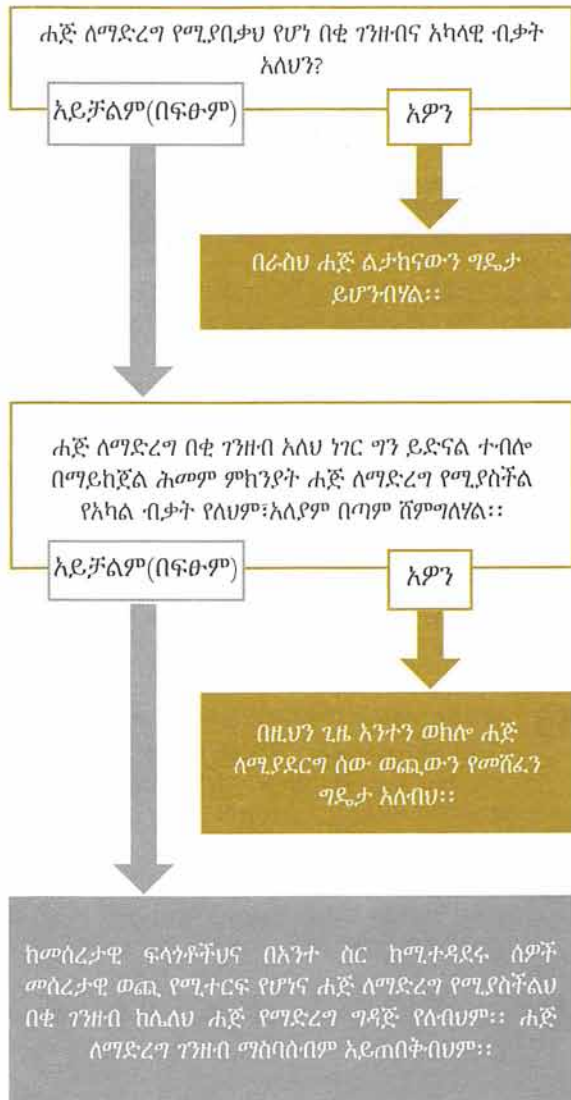 ሐጅ ለማድረግ የሚያበቃህ የሆነ በቂ ገንዘብና አካላዊ ብቃት
አለህን?
አይቻልም(በፍፁም)
አዎን
በራስህ ሐጅ ልታከናውን ግዴታ
ይሆንብሃል፡፡
ሐጅ ለማድረግ በቂ ገንዘብ አለህ ነገር ግን ይድናል ተብሎ
በማይከጀል ሕመም ምክንያት ሐጅ ለማድረግ የሚያስችል
የአካል ብቃት የለህም፣አለያም በጣም ሸምግለሃል፡፡
አይቻልም(በፍፁም)
አዎን
በዚህን ጊዜ አንተን ወክሎ ሐጅ
ለሚያደርግ ሰው ወጪውን የመሸፈን
ግዴታ አለብህ፡፡
ከመሰረታዊ ፍላጎቶችህና በአንተ ስር ከሚተዳደሩ ሰዎች
መሰረታዊ ወጪ የሚተርፍ የሆነና ሐጅ ለማድረግ የሚያስችልህ
በቂ ገንዘብ ከሌለህ ሐጅ የማድረግ ግዳጅ የለብህም፡፡ ሐጅ
ለማድረግ ገንዘብ ማሰባሰብም አይጠበቅብህም፡፡